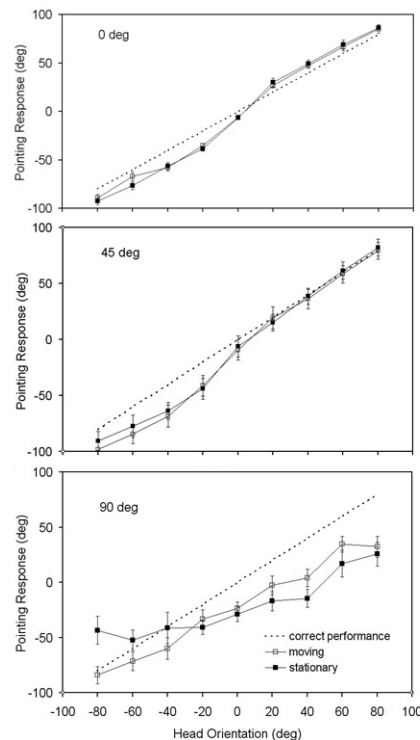 100
0 deg
50
0
-50
-100
Pointing Response (deg)
100
45 deg
50
0
-50
-100
Pointing Response (deg)
100
90 deg
50
0
-50
-100
Pointing Response (deg)
correct performance
moving
stationary
-100 -80 -60 -40 -20 0 20 40 60 80 100
Head Orientation (deg)